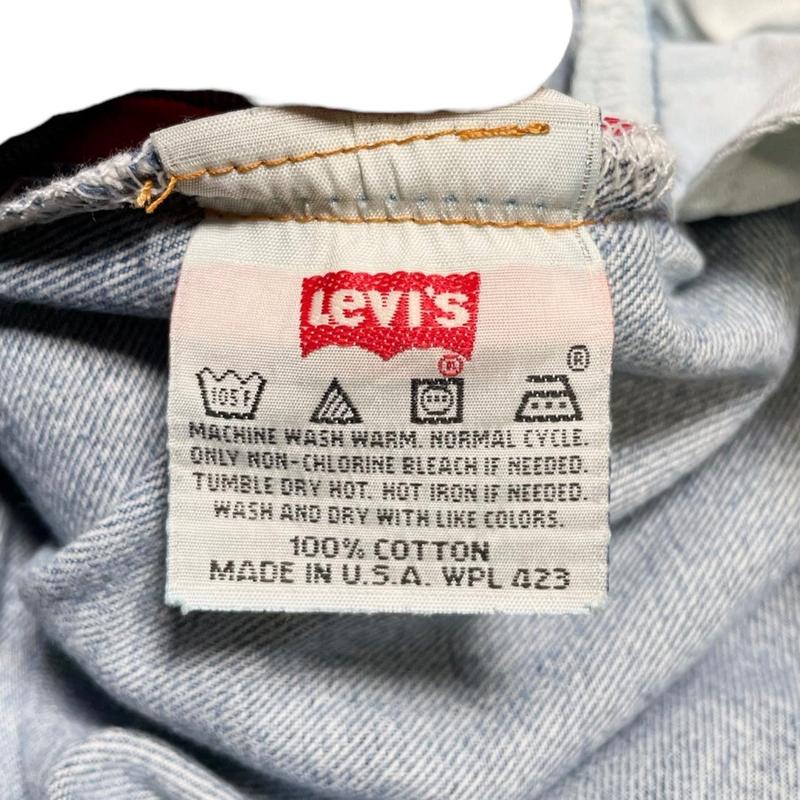 Levi's
®
®
105F
MACHINE WASH WARM. NORMAL CYCLE.
ONLY NON-CHLORINE BLEACH IF NEEDED.
TUMBLE DRY HOT. HOT IRON IF NEEDED.
WASH AND DRY WITH LIKE COLORS.
100% COTTON
MADE IN U.S.A. WPL 423